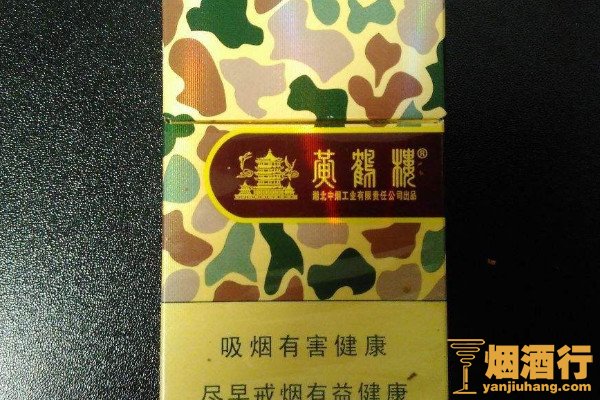 黄鹤楼®
湖北中烟工业有限责任公司出品
吸烟有害健康
尽早戒烟有益健康
烟酒行
yanjiuhang.com